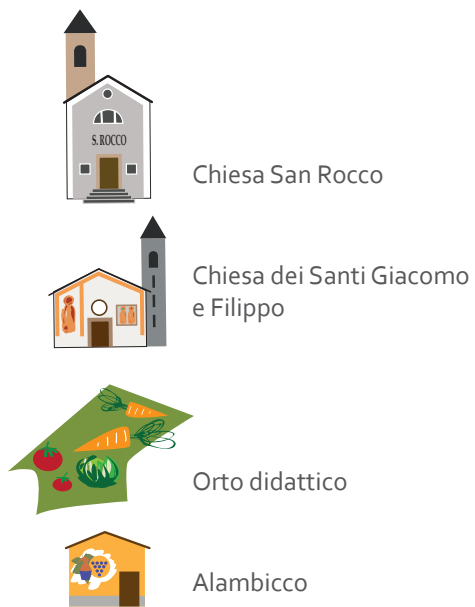 S. ROCCO
Chiesa San Rocco
Chiesa dei Santi Giacomo
e Filippo
Orto didattico
Alambicco